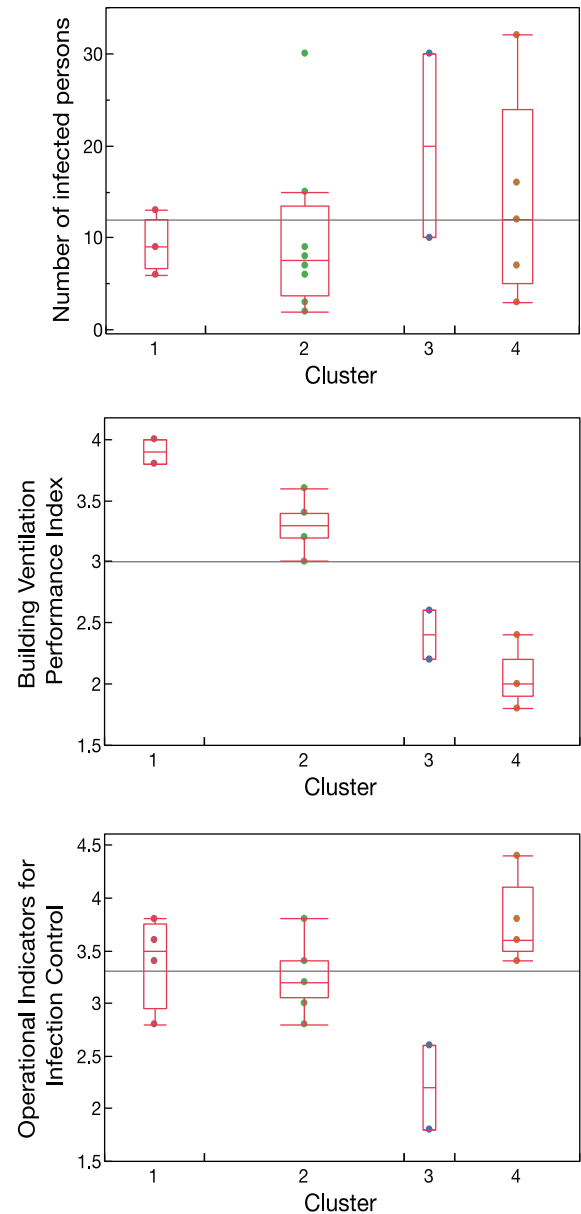 Number of infected persons
30
20
10
0
1 2 3 4
Cluster
Building Ventilation
Performance Index
4
3.5
3
2.5
2
1.5
1 2 3 4
Cluster
Operational Indicators for
Infection Control
4.5
4
3.5
3
2.5
2
1.5
1 2 3 4
Cluster